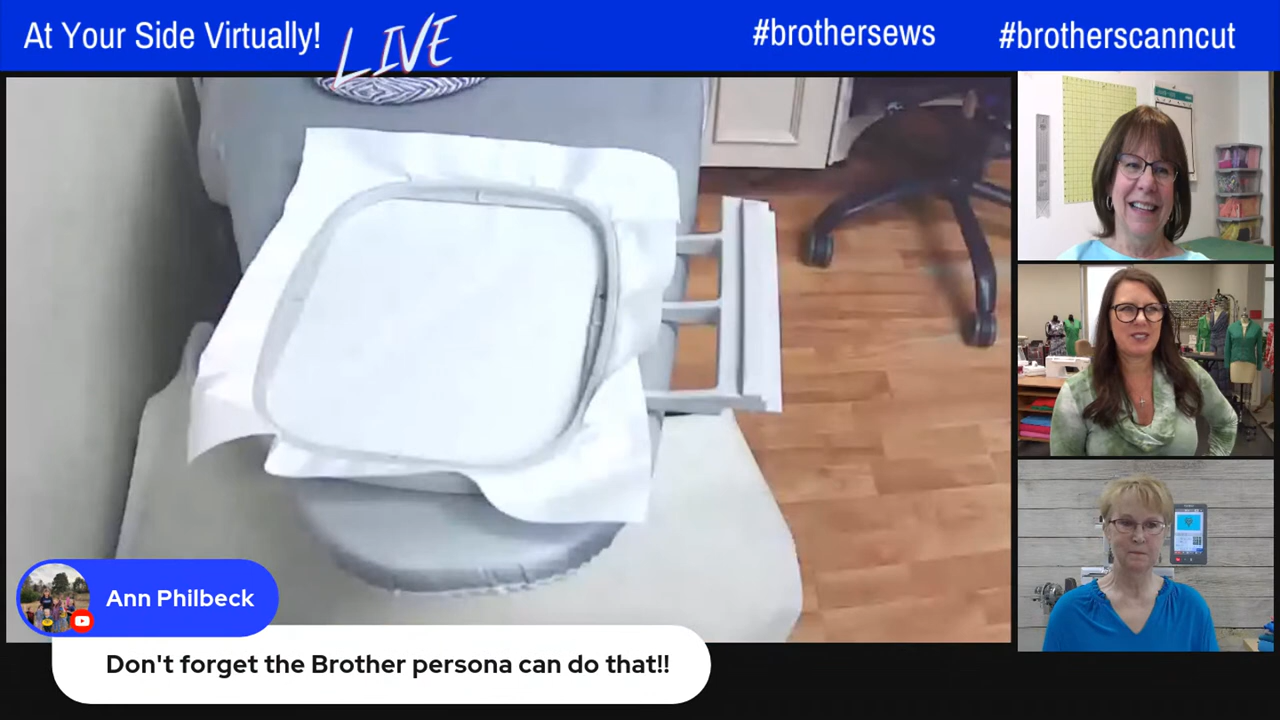 At Your Side Virtually! LIVE
#brothersews
#brotherscanncut
Ann Philbeck
Don't forget the Brother persona can do that!!